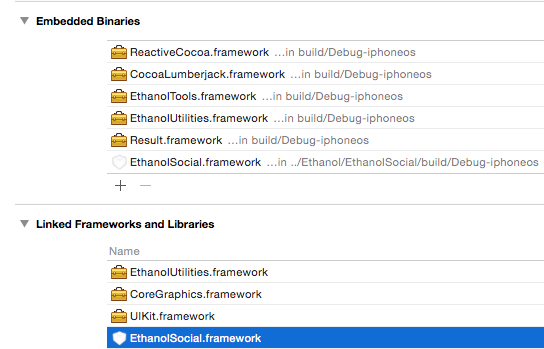 Embedded Binaries
ReactiveCocoa.framework ...in build/Debug-iphoneos
CocoaLumberjack.framework ...in build/Debug-iphoneos
EthanolTools.framework ...in build/Debug-iphoneos
EthanolUtilities.framework ...in build/Debug-iphoneos
Result.framework ...in build/Debug-iphoneos
EthanolSocial.framework ...in ../Ethanol/EthanolSocial/build/Debug-iphoneos
Linked Frameworks and Libraries
Name
EthanolUtilities.framework
CoreGraphics.framework
UIKit.framework
EthanolSocial.framework